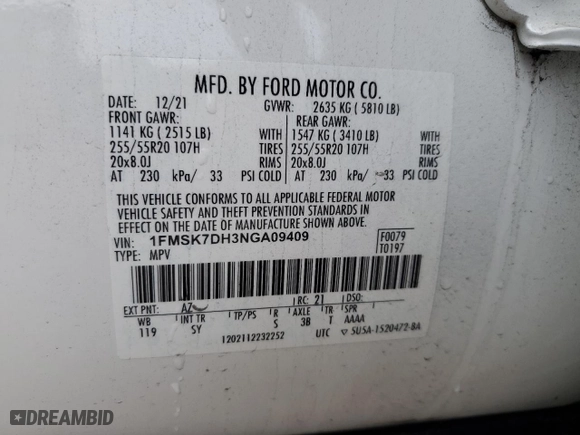 MFD. BY FORD MOTOR CO.
DATE: 12/21 GVWR: 2635 KG ( 5810 LB)
FRONT GAWR: REAR GAWR:
1141 KG ( 2515 LB) WITH 1547 KG ( 3410 LB) WITH
255/55R20 107H TIRES 255/55R20 107H TIRES
20x8.0J RIMS 20x8.0J RIMS
AT 230 kPa/ 33 PSI COLD AT 230 kPa/ 33 PSI COLD
THIS VEHICLE CONFORMS TO ALL APPLICABLE FEDERAL MOTOR
VEHICLE SAFETY AND THEFT PREVENTION STANDARDS IN
EFFECT ON THE DATE OF MANUFACTURE SHOWN ABOVE.
VIN: 1FMSK7DH3NGA09409 F0079
TYPE: MPV T0197
EXT PNT: AZ RC: 21 DSO:
WB INT TR TP/PS R AXLE TR SPR
119 SY S 3B T AAAA
1202112232252 UTC 5U5A-1520472-BA
DREAMBID